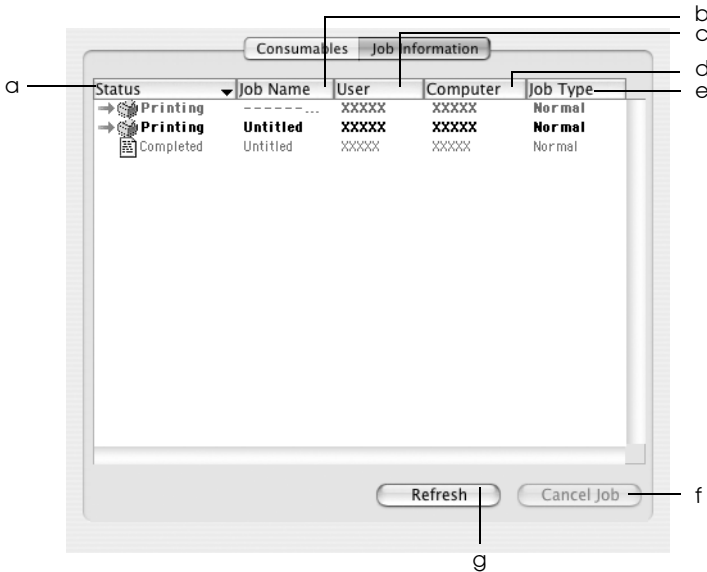 b
Consumables Job Information c
d
a Status Job Name User Computer Job Type e
Printing ------... XXXXX XXXXX Normal
Printing Untitled XXXXX XXXXX Normal
Completed Untitled XXXXX XXXXX Normal
Refresh Cancel Job f
g